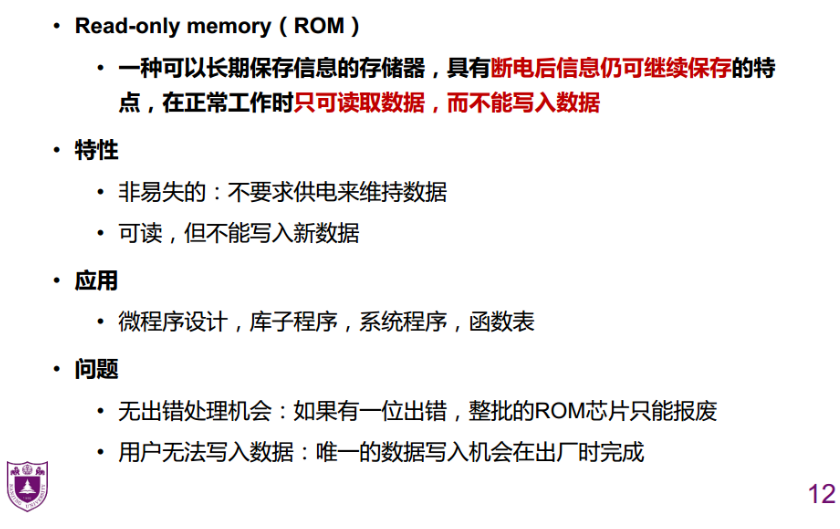 • Read-only memory（ROM）
• 一种可以长期保存信息的存储器，具有断电后信息仍可继续保存的特
点，在正常工作时只可读取数据，而不能写入数据
• 特性
• 非易失的：不要求供电来维持数据
• 可读，但不能写入新数据
• 应用
• 微程序设计，库子程序，系统程序，函数表
• 问题
• 无出错处理机会：如果有一位出错，整批的ROM芯片只能报废
• 用户无法写入数据：唯一的数据写入机会在出厂时完成
12